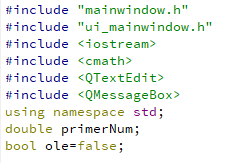 #include "mainwindow.h"
#include "ui_mainwindow.h"
#include <iostream>
#include <cmath>
#include <QTextEdit>
#include <QMessageBox>
using namespace std;
double primerNum;
bool ole=false;